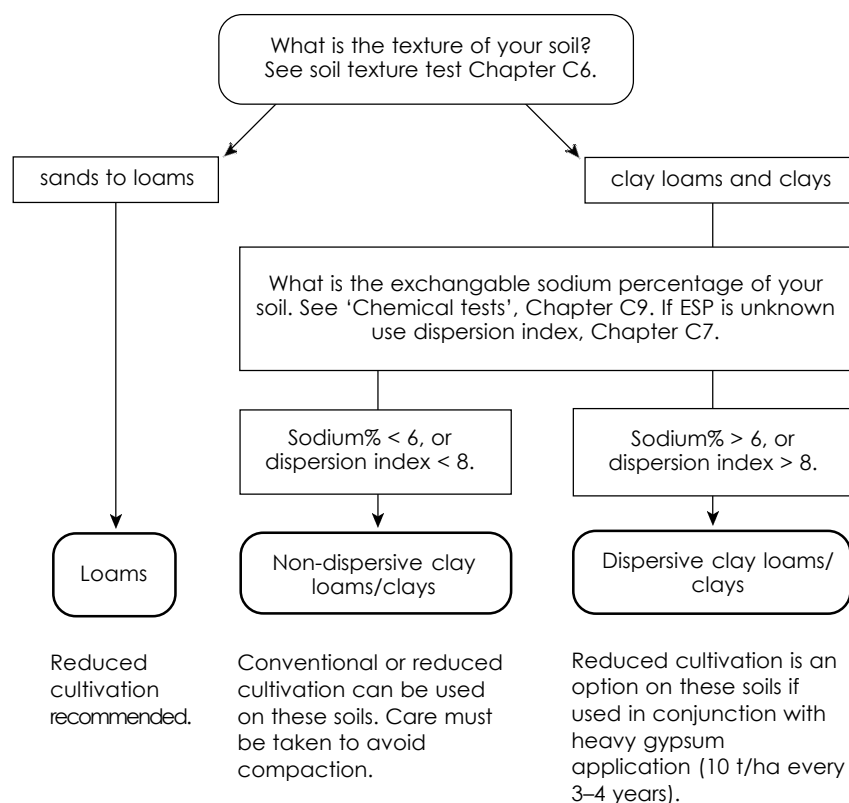 What is the texture of your soil?
See soil texture test Chapter C6.
sands to loams
clay loams and clays
What is the exchangable sodium percentage of your
soil. See ‘Chemical tests’, Chapter C9. If ESP is unknown
use dispersion index, Chapter C7.
Sodium% < 6, or
dispersion index < 8.
Sodium% > 6, or
dispersion index > 8.
Loams
Non-dispersive clay
loams/clays
Dispersive clay loams/
clays
Reduced
cultivation
recommended.
Conventional or reduced
cultivation can be used
on these soils. Care must
be taken to avoid
compaction.
Reduced cultivation is an
option on these soils if
used in conjunction with
heavy gypsum
application (10 t/ha every
3–4 years).